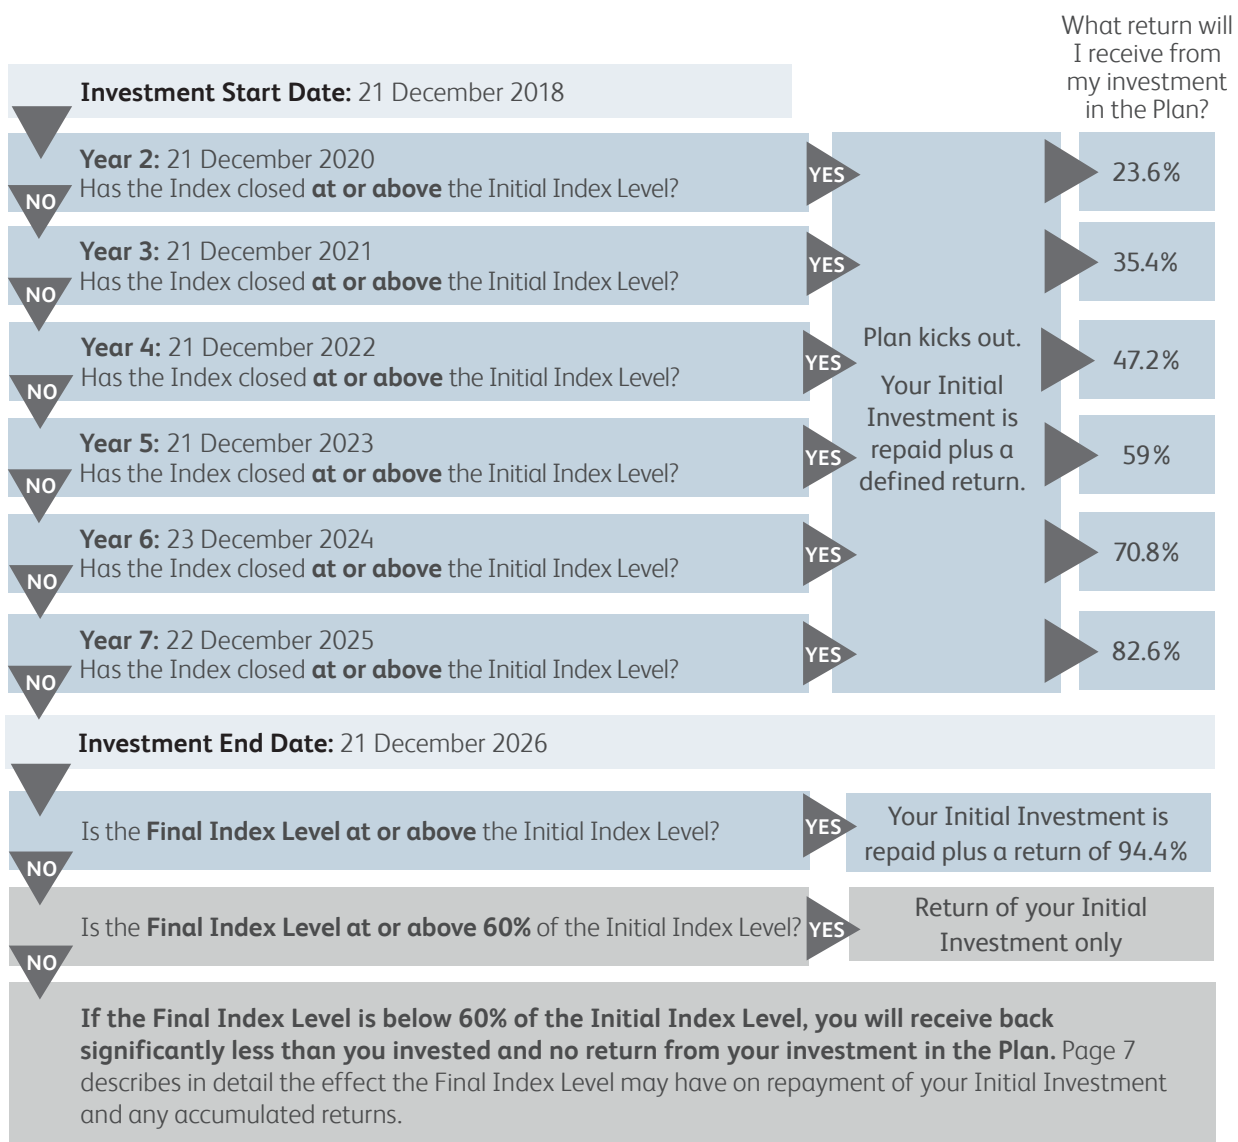 What return will
I receive from
my investment
in the Plan?
Investment Start Date: 21 December 2018
Year 2: 21 December 2020
Has the Index closed at or above the Initial Index Level?
NO
YES
23.6%
Year 3: 21 December 2021
Has the Index closed at or above the Initial Index Level?
NO
YES
35.4%
Year 4: 21 December 2022
Has the Index closed at or above the Initial Index Level?
NO
YES
47.2%
Year 5: 21 December 2023
Has the Index closed at or above the Initial Index Level?
NO
YES
59%
Year 6: 23 December 2024
Has the Index closed at or above the Initial Index Level?
NO
YES
70.8%
Year 7: 22 December 2025
Has the Index closed at or above the Initial Index Level?
NO
YES
82.6%
Plan kicks out.
Your Initial
Investment is
repaid plus a
defined return.
Investment End Date: 21 December 2026
Is the Final Index Level at or above the Initial Index Level?
NO
YES
Your Initial Investment is
repaid plus a return of 94.4%
Is the Final Index Level at or above 60% of the Initial Index Level?
NO
YES
Return of your Initial
Investment only
If the Final Index Level is below 60% of the Initial Index Level, you will receive back
significantly less than you invested and no return from your investment in the Plan. Page 7
describes in detail the effect the Final Index Level may have on repayment of your Initial Investment
and any accumulated returns.